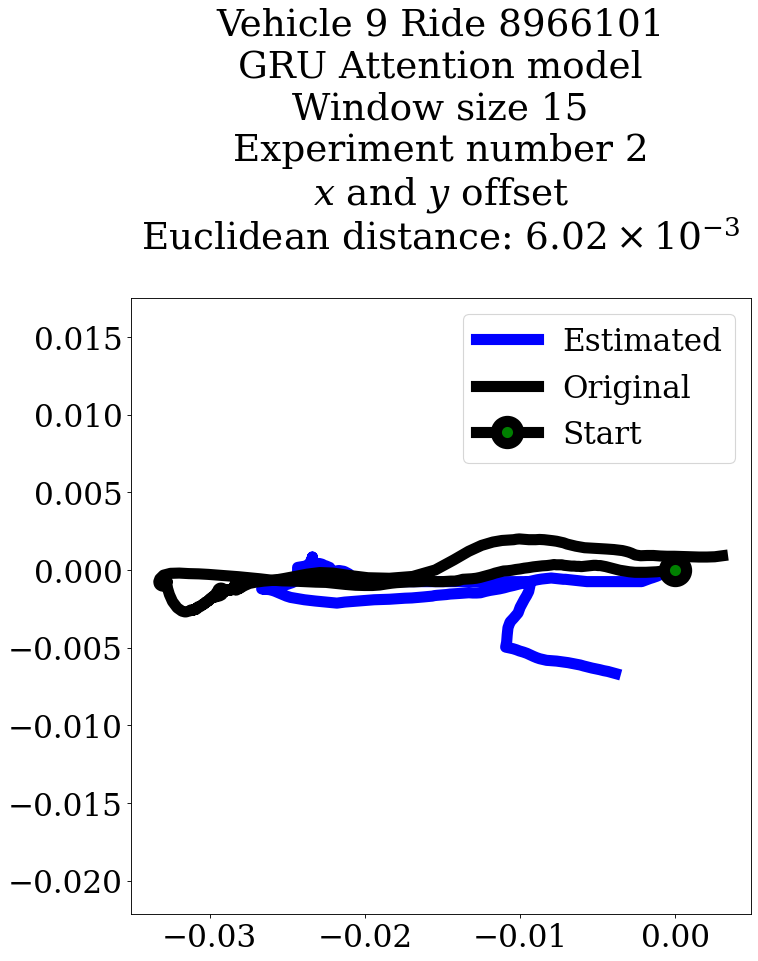 Vehicle 9 Ride 8966101
GRU Attention model
Window size 15
Experiment number 2
x and y offset
Euclidean distance: 6.02 × 10⁻³
Estimated
Original
Start
0.015
0.010
0.005
0.000
−0.005
−0.010
−0.015
−0.020
−0.03 −0.02 −0.01 0.00